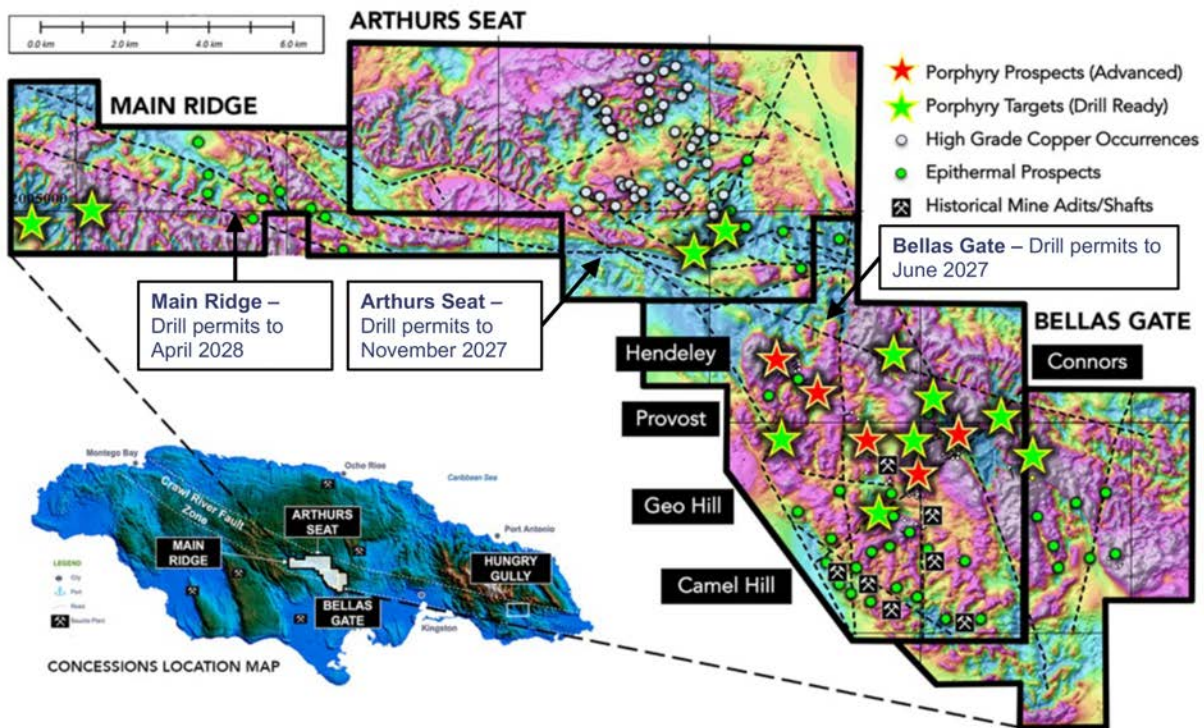 0.0 km 2.0 km 4.0 km 6.0 km
ARTHURS SEAT
MAIN RIDGE
Porphyry Prospects (Advanced)
Porphyry Targets (Drill Ready)
High Grade Copper Occurrences
Epithermal Prospects
Historical Mine Adits/Shafts
Bellas Gate – Drill permits to
June 2027
Main Ridge –
Drill permits to
April 2028
Arthurs Seat –
Drill permits to
November 2027
BELLAS GATE
Hendeley
Connors
Provost
Geo Hill
Camel Hill
Montego Bay
Ocho Rios
Caribbean Sea
Crawl River Fault
Zone
ARTHURS
SEAT
Port Antonio
MAIN
RIDGE
HUNGRY
GULLY
BELLAS
GATE
Kingston
LEGEND
City
Port
Road
Bauxite Plant
CONCESSIONS LOCATION MAP